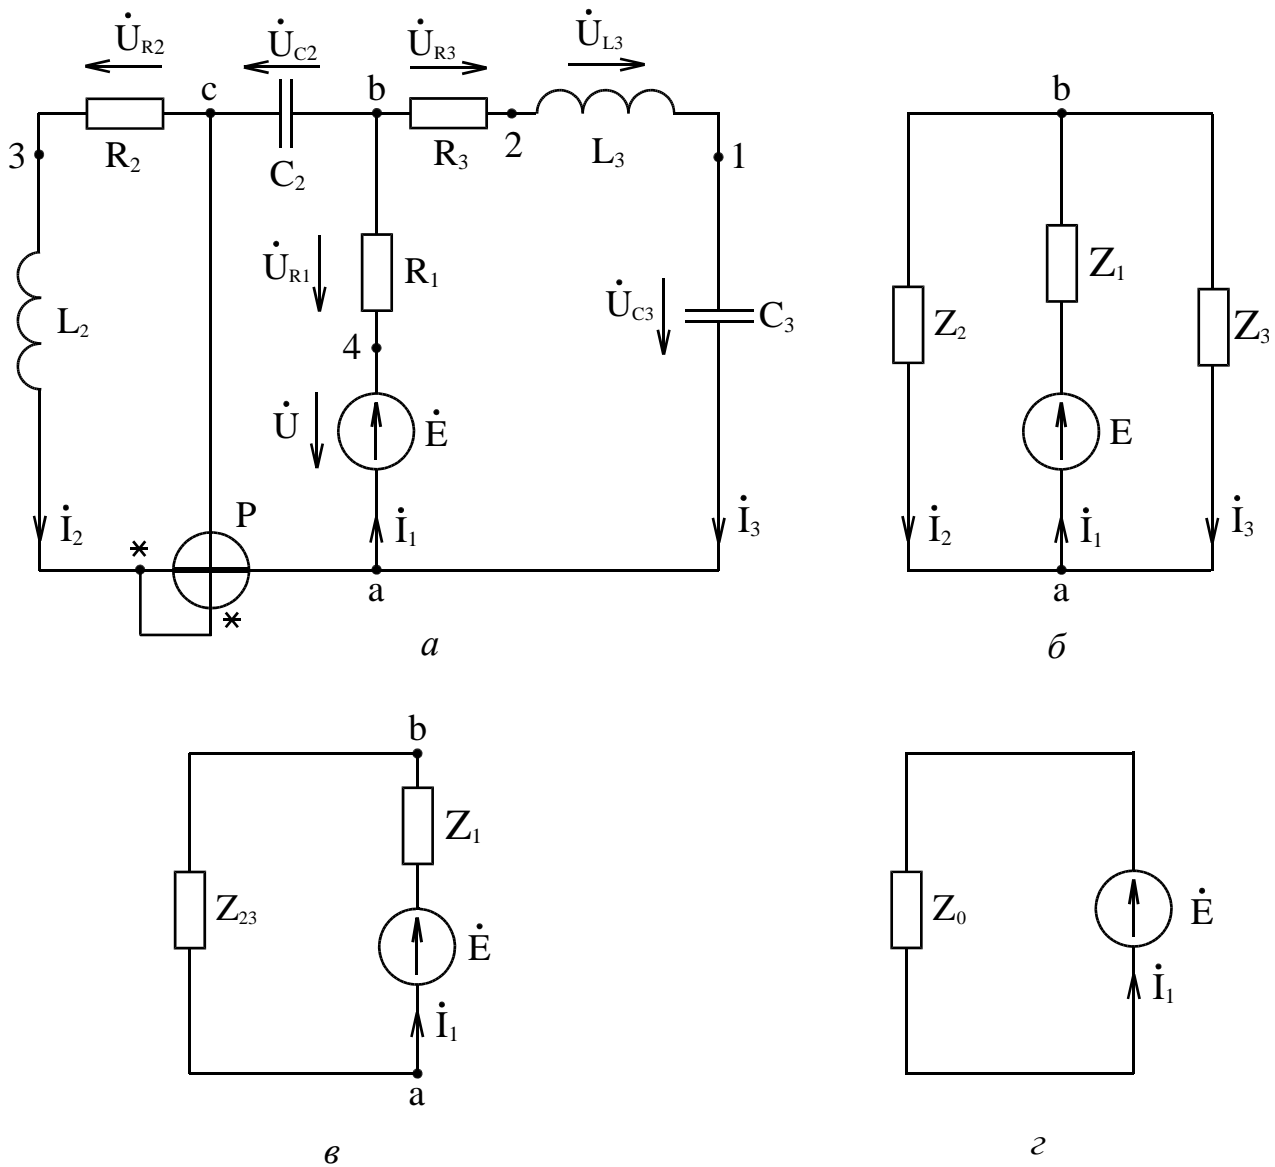 U̇R2 U̇C2 U̇R3 U̇L3
c b b
3 R2 C2 R3 2 L3 1
U̇R1 R1 U̇C3 C3 Z1
L2 4 Z2 Z3
U̇ Ė E
İ2 * P İ1 İ3 İ2 İ1 İ3
a a
*
а б
b
Z1
Z23 Ė Z0 Ė
İ1 İ1
a
в г